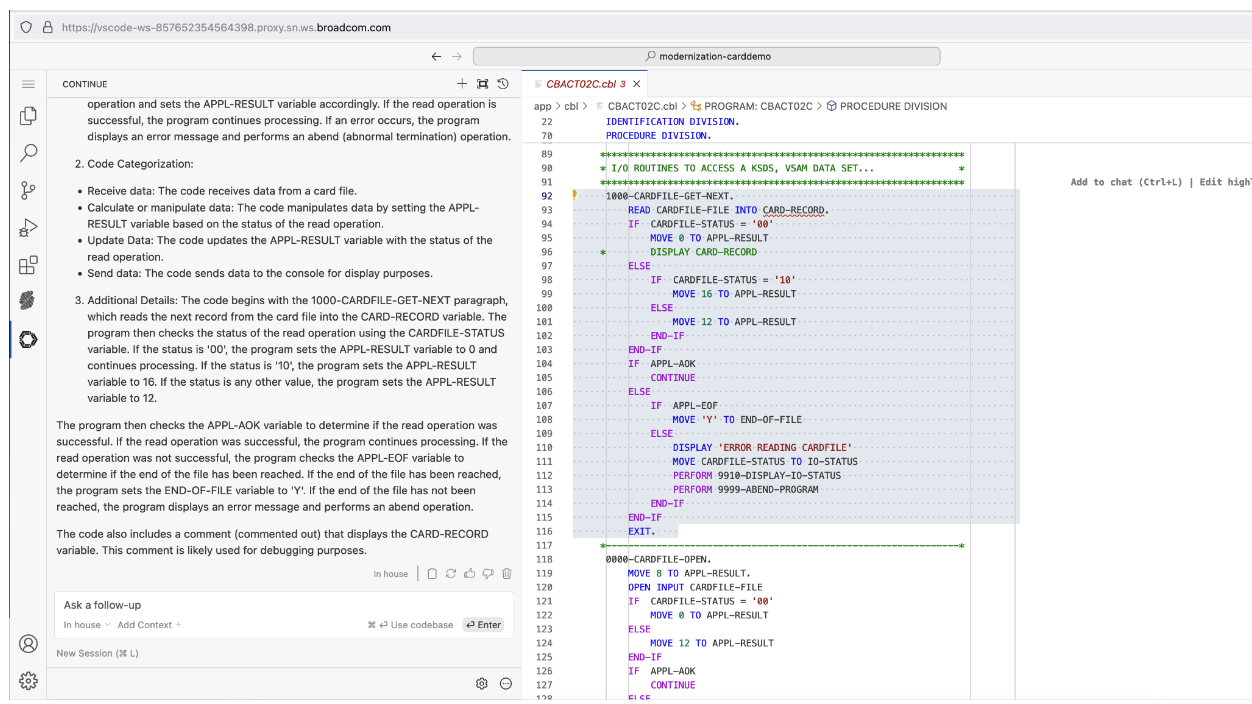 https://vscode-ws-857652354564398.proxy.sn.ws.broadcom.com
modernization-carddemo
CONTINUE
operation and sets the APPL-RESULT variable accordingly. If the read operation is
successful, the program continues processing. If an error occurs, the program
displays an error message and performs an abend (abnormal termination) operation.
2. Code Categorization:
• Receive data: The code receives data from a card file.
• Calculate or manipulate data: The code manipulates data by setting the APPL-
RESULT variable based on the status of the read operation.
• Update Data: The code updates the APPL-RESULT variable with the status of the
read operation.
• Send data: The code sends data to the console for display purposes.
3. Additional Details: The code begins with the 1000-CARDFILE-GET-NEXT paragraph,
which reads the next record from the card file into the CARD-RECORD variable. The
program then checks the status of the read operation using the CARDFILE-STATUS
variable. If the status is '00', the program sets the APPL-RESULT variable to 0 and
continues processing. If the status is '10', the program sets the APPL-RESULT
variable to 16. If the status is any other value, the program sets the APPL-RESULT
variable to 12.
The program then checks the APPL-AOK variable to determine if the read operation was
successful. If the read operation was successful, the program continues processing. If the
read operation was not successful, the program checks the APPL-EOF variable to
determine if the end of the file has been reached. If the end of the file has been reached,
the program sets the END-OF-FILE variable to 'Y'. If the end of the file has not been
reached, the program displays an error message and performs an abend operation.
The code also includes a comment (commented out) that displays the CARD-RECORD
variable. This comment is likely used for debugging purposes.
In house
Ask a follow-up
In house Add Context + ⌘ ⏎ Use codebase ⏎ Enter
New Session (⌘ L)
CBACT02C.cbl 3 ×
app > cbl > CBACT02C.cbl > PROGRAM: CBACT02C > PROCEDURE DIVISION
22 IDENTIFICATION DIVISION.
70 PROCEDURE DIVISION.
89 *****************************************************************
90 * I/O ROUTINES TO ACCESS A KSDS, VSAM DATA SET... *
91 *****************************************************************
Add to chat (Ctrl+L) | Edit highl
92 1000-CARDFILE-GET-NEXT.
93 READ CARDFILE-FILE INTO CARD-RECORD.
94 IF CARDFILE-STATUS = '00'
95 MOVE 0 TO APPL-RESULT
96 * DISPLAY CARD-RECORD
97 ELSE
98 IF CARDFILE-STATUS = '10'
99 MOVE 16 TO APPL-RESULT
100 ELSE
101 MOVE 12 TO APPL-RESULT
102 END-IF
103 END-IF
104 IF APPL-AOK
105 CONTINUE
106 ELSE
107 IF APPL-EOF
108 MOVE 'Y' TO END-OF-FILE
109 ELSE
110 DISPLAY 'ERROR READING CARDFILE'
111 MOVE CARDFILE-STATUS TO IO-STATUS
112 PERFORM 9910-DISPLAY-IO-STATUS
113 PERFORM 9999-ABEND-PROGRAM
114 END-IF
115 END-IF
116 EXIT.
117 *---------------------------------------------------------------*
118 0000-CARDFILE-OPEN.
119 MOVE 8 TO APPL-RESULT.
120 OPEN INPUT CARDFILE-FILE
121 IF CARDFILE-STATUS = '00'
122 MOVE 0 TO APPL-RESULT
123 ELSE
124 MOVE 12 TO APPL-RESULT
125 END-IF
126 IF APPL-AOK
127 CONTINUE
128 ELSE